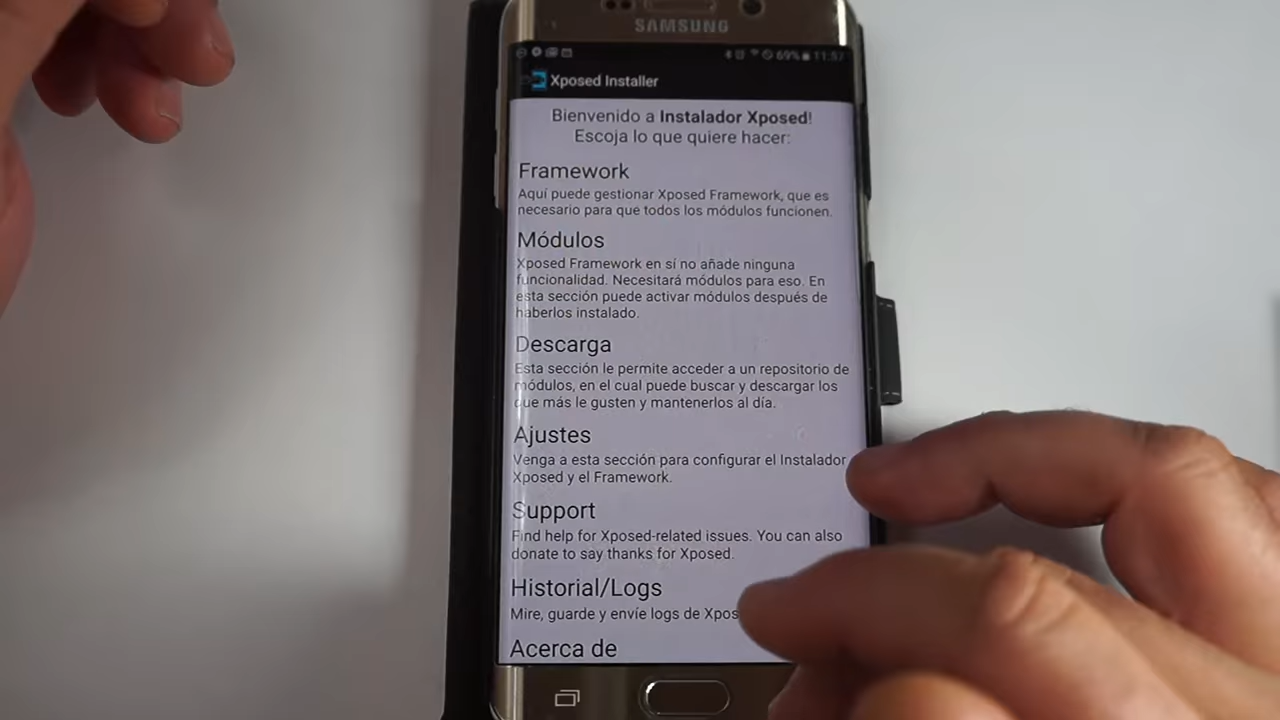 SAMSUNG
69% 11:57
Xposed Installer
Bienvenido a Instalador Xposed!
Escoja lo que quiere hacer:
Framework
Aquí puede gestionar Xposed Framework, que es
necesario para que todos los módulos funcionen.
Módulos
Xposed Framework en sí no añade ninguna
funcionalidad. Necesitará módulos para eso. En
esta sección puede activar módulos después de
haberlos instalado.
Descarga
Esta sección le permite acceder a un repositorio de
módulos, en el cual puede buscar y descargar los
que más le gusten y mantenerlos al día.
Ajustes
Venga a esta sección para configurar el Instalador
Xposed y el Framework.
Support
Find help for Xposed-related issues. You can also
donate to say thanks for Xposed.
Historial/Logs
Mire, guarde y envíe logs de Xpos
Acerca de